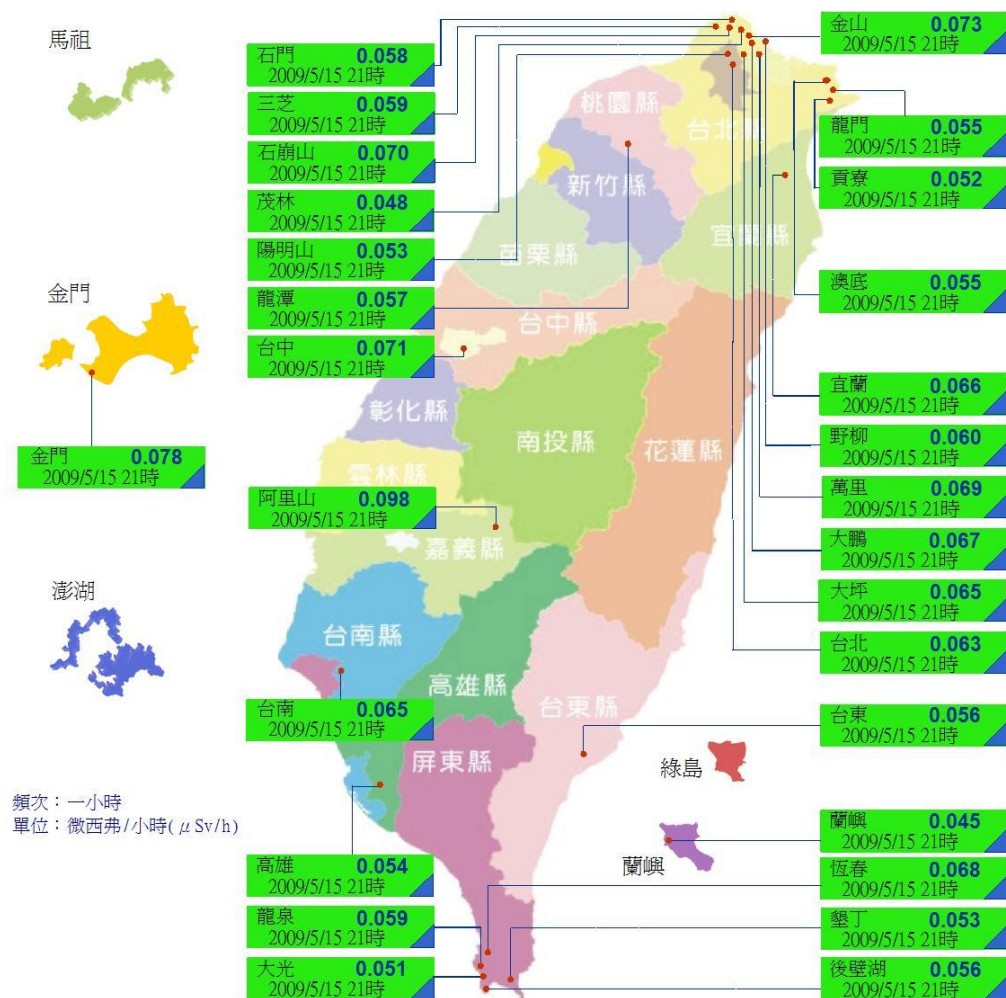 馬祖
石門 0.058
2009/5/15 21時
三芝 0.059
2009/5/15 21時
石崩山 0.070
2009/5/15 21時
茂林 0.048
2009/5/15 21時
陽明山 0.053
2009/5/15 21時
龍潭 0.057
2009/5/15 21時
台中 0.071
2009/5/15 21時
金門
金門 0.078
2009/5/15 21時
阿里山 0.098
2009/5/15 21時
澎湖
台南 0.065
2009/5/15 21時
頻次：一小時
單位：微西弗/小時(μSv/h)
高雄 0.054
2009/5/15 21時
龍泉 0.059
2009/5/15 21時
大光 0.051
2009/5/15 21時
桃園縣
台北縣
新竹縣
苗栗縣
宜蘭縣
台中縣
彰化縣
南投縣
花蓮縣
雲林縣
嘉義縣
台南縣
高雄縣
台東縣
屏東縣
綠島
蘭嶼
金山 0.073
2009/5/15 21時
龍門 0.055
2009/5/15 21時
貢寮 0.052
2009/5/15 21時
澳底 0.055
2009/5/15 21時
宜蘭 0.066
2009/5/15 21時
野柳 0.060
2009/5/15 21時
萬里 0.069
2009/5/15 21時
大鵬 0.067
2009/5/15 21時
大坪 0.065
2009/5/15 21時
台北 0.063
2009/5/15 21時
台東 0.056
2009/5/15 21時
蘭嶼 0.045
2009/5/15 21時
恆春 0.068
2009/5/15 21時
墾丁 0.053
2009/5/15 21時
後壁湖 0.056
2009/5/15 21時